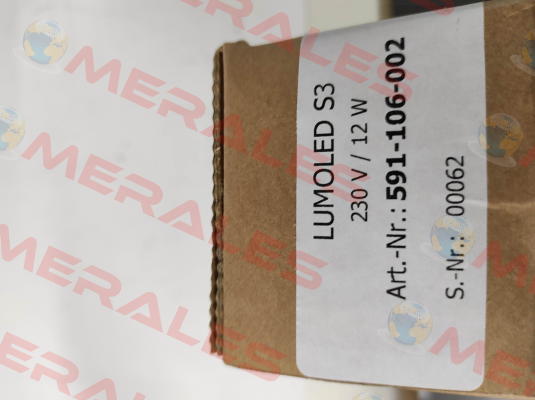 LUMOLED S3
230 V / 12 W
Art.-Nr.: 591-106-002
S.-Nr.: 00062
MERALES
MERALES
MERALES
MERALES